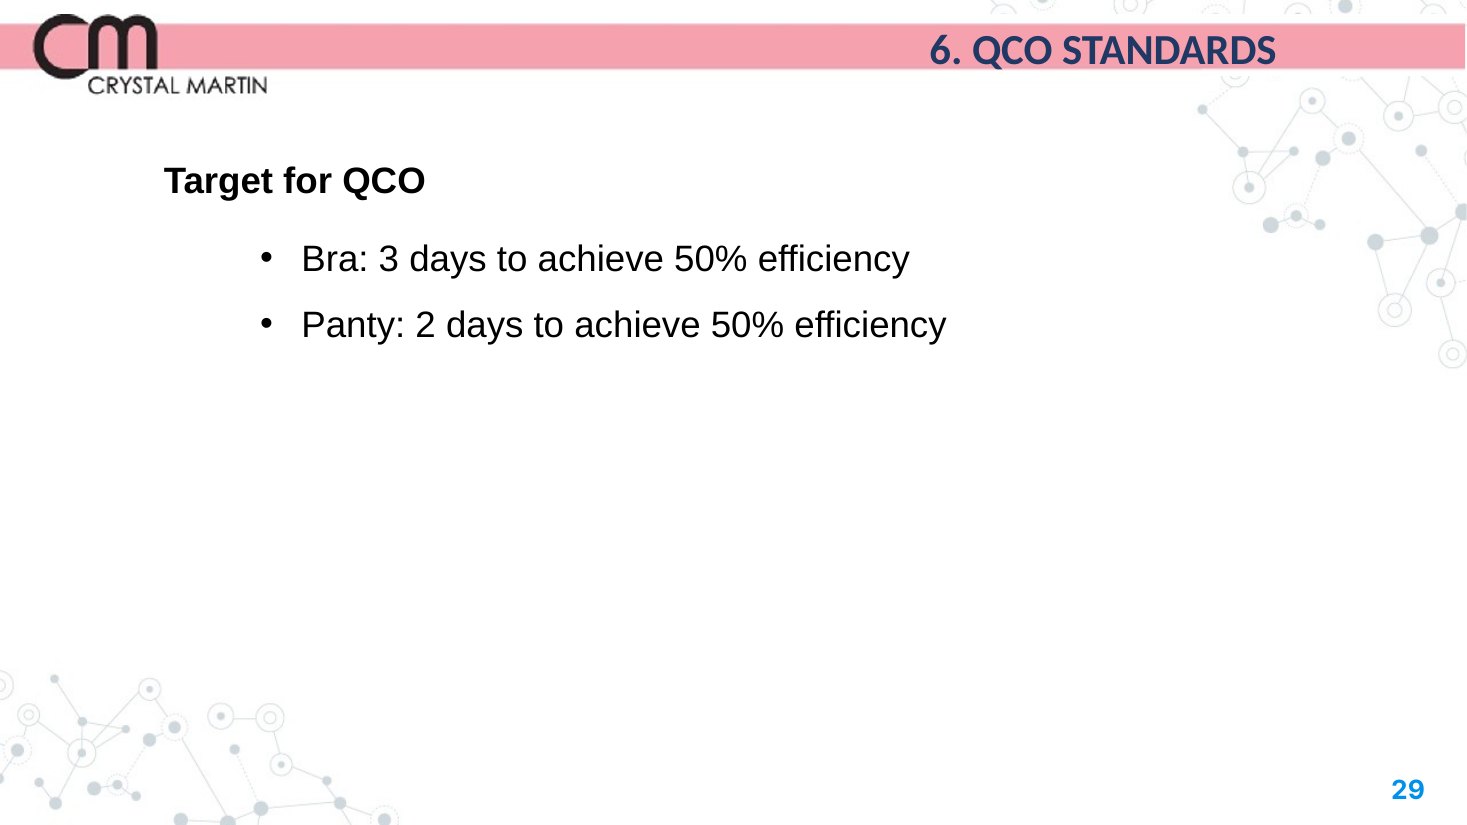 cm
CRYSTAL MARTIN
6. QCO STANDARDS
Target for QCO
• Bra: 3 days to achieve 50% efficiency
• Panty: 2 days to achieve 50% efficiency
29